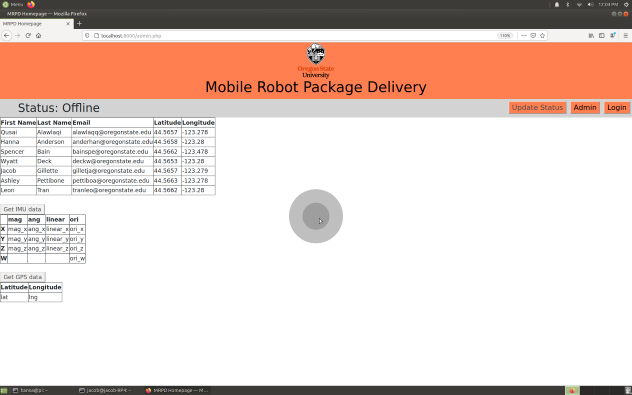 Menu
12:03 PM
MRPD Homepage - Mozilla Firefox
MRPD Homepage
localhost:8000/admin.php
110%
Oregon State
University
Mobile Robot Package Delivery
Status: Offline
Update Status
Admin
Login
First Name Last Name Email Latitude Longitude
Qusai Alawlaqi alawlaqq@oregonstate.edu 44.5657 -123.278
Hanna Anderson anderhan@oregonstate.edu 44.5658 -123.28
Spencer Bain bainspe@oregonstate.edu 44.5662 -123.478
Wyatt Deck deckw@oregonstate.edu 44.5653 -123.28
Jacob Gillette gilletja@oregonstate.edu 44.5657 -123.279
Ashley Pettibone pettiboa@oregonstate.edu 44.5663 -123.278
Leon Tran tranleo@oregonstate.edu 44.5662 -123.28
Get IMU data
mag ang linear ori
X mag_x ang_x linear_x ori_x
Y mag_y ang_y linear_y ori_y
Z mag_z ang_z linear_z ori_z
W ori_w
Get GPS data
Latitude Longitude
lat lng
MRPD Homepage - M...